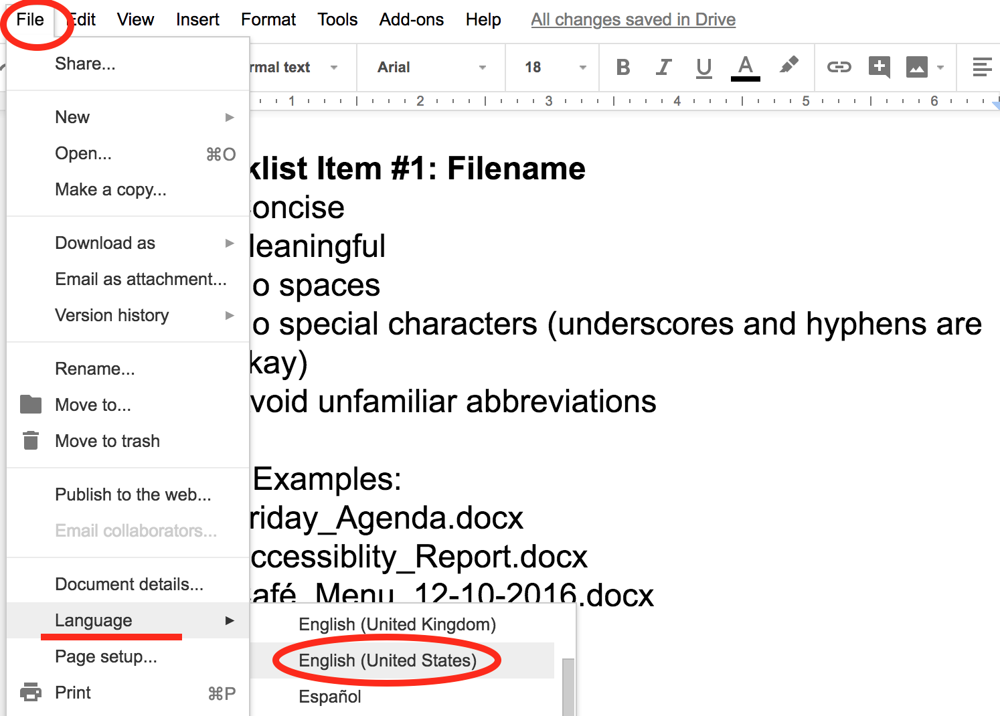 File Edit View Insert Format Tools Add-ons Help All changes saved in Drive
Share...
rmal text Arial 18 B I U A
1 2 3 4 5 6
New
Open... ⌘O
Make a copy...
Download as
Email as attachment...
Version history
Rename...
Move to...
Move to trash
Publish to the web...
Email collaborators...
Document details...
Language
Page setup...
Print ⌘P
klist Item #1: Filename
oncise
leaningful
o spaces
o special characters (underscores and hyphens are
kay)
void unfamiliar abbreviations
Examples:
riday_Agenda.docx
ccessiblity_Report.docx
afé_Menu_12-10-2016.docx
English (United Kingdom)
English (United States)
Español